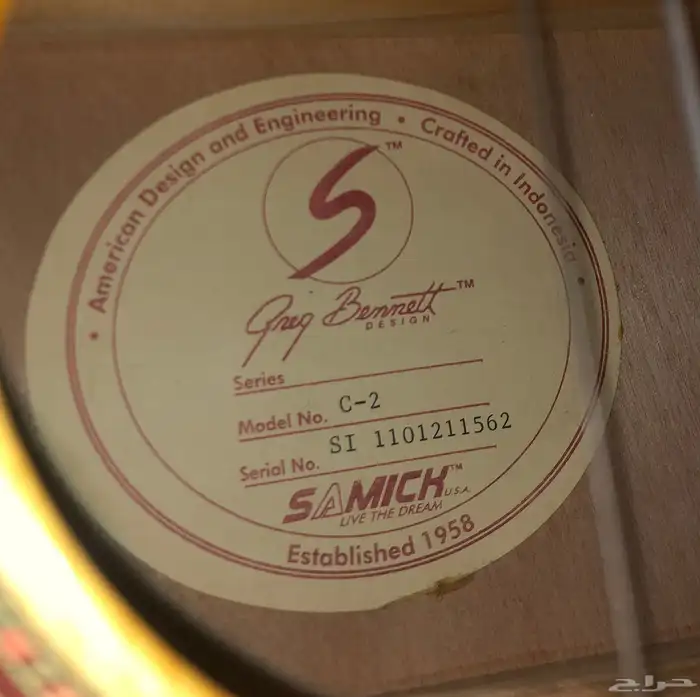 • American Design and Engineering • Crafted in Indonesia •
S™
Greg Bennett™
DESIGN
Series
Model No. C-2
Serial No. SI 1101211562
SAMICK™ U.S.A.
LIVE THE DREAM
Established 1958
حراج